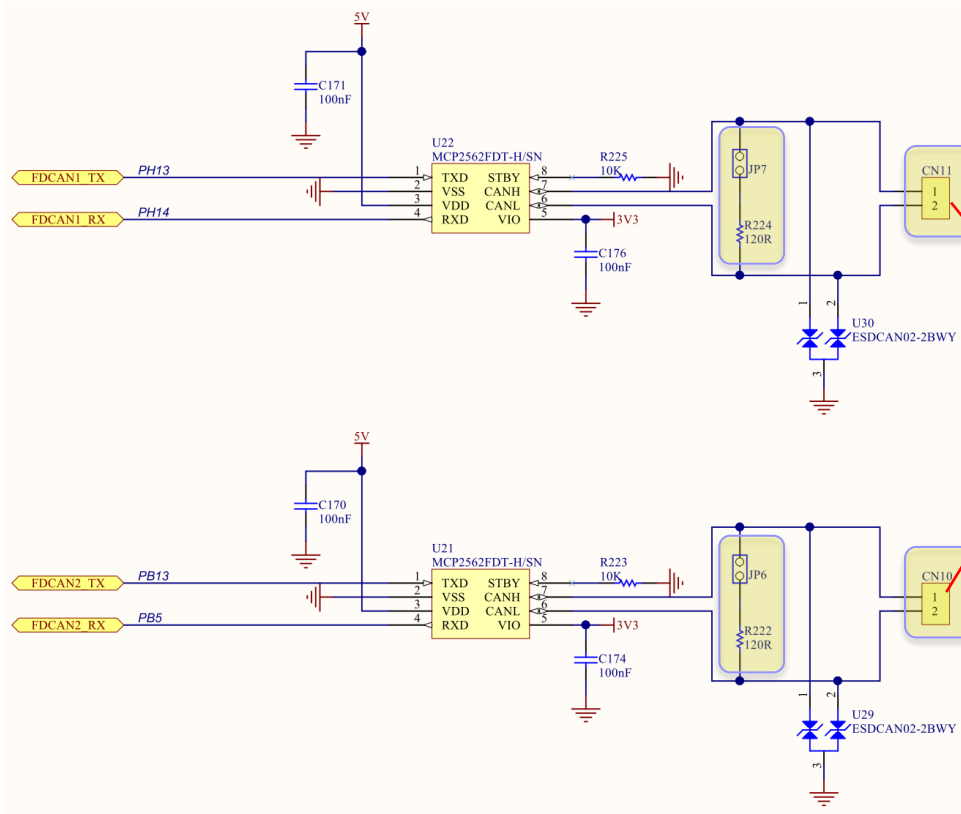 5V
C171
100nF
U22
MCP2562FDT-H/SN
R225
10K
FDCAN1_TX
PH13
1 TXD STBY 8
2 VSS CANH 7
3 VDD CANL 6
4 RXD VIO 5
FDCAN1_RX
PH14
3V3
C176
100nF
JP7
R224
120R
CN11
1
2
1
2
U30
ESDCAN02-2BWY
3
5V
C170
100nF
U21
MCP2562FDT-H/SN
R223
10K
FDCAN2_TX
PB13
1 TXD STBY 8
2 VSS CANH 7
3 VDD CANL 6
4 RXD VIO 5
FDCAN2_RX
PB5
3V3
C174
100nF
JP6
R222
120R
CN10
1
2
1
2
U29
ESDCAN02-2BWY
3